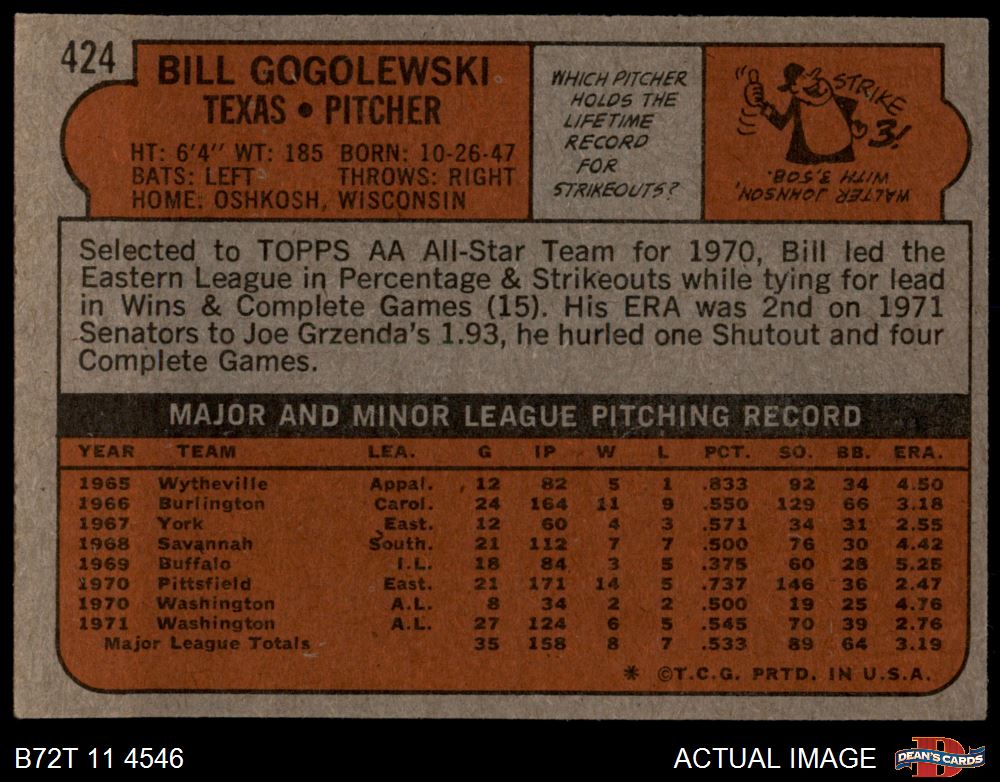 424
BILL GOGOLEWSKI
TEXAS • PITCHER
HT: 6'4" WT: 185 BORN: 10-26-47
BATS: LEFT THROWS: RIGHT
HOME: OSHKOSH, WISCONSIN
WHICH PITCHER
HOLDS THE
LIFETIME
RECORD
FOR
STRIKEOUTS?
STRIKE
3!
WALTER JOHNSON,
WITH 3,508.
Selected to TOPPS AA All-Star Team for 1970, Bill led the
Eastern League in Percentage & Strikeouts while tying for lead
in Wins & Complete Games (15). His ERA was 2nd on 1971
Senators to Joe Grzenda's 1.93, he hurled one Shutout and four
Complete Games.
MAJOR AND MINOR LEAGUE PITCHING RECORD
YEAR TEAM LEA. G IP W L PCT. SO. BB. ERA.
1965 Wytheville Appal. 12 82 5 1 .833 92 34 4.50
1966 Burlington Carol. 24 164 11 9 .550 129 66 3.18
1967 York East. 12 60 4 3 .571 34 31 2.55
1968 Savannah South. 21 112 7 7 .500 76 30 4.42
1969 Buffalo I.L. 18 84 3 5 .375 60 28 5.25
1970 Pittsfield East. 21 171 14 5 .737 146 36 2.47
1970 Washington A.L. 8 34 2 2 .500 19 25 4.76
1971 Washington A.L. 27 124 6 5 .545 70 39 2.76
Major League Totals 35 158 8 7 .533 89 64 3.19
* ©T.C.G. PRTD. IN U.S.A.
B72T 11 4546
ACTUAL IMAGE
D
DEAN'S CARDS